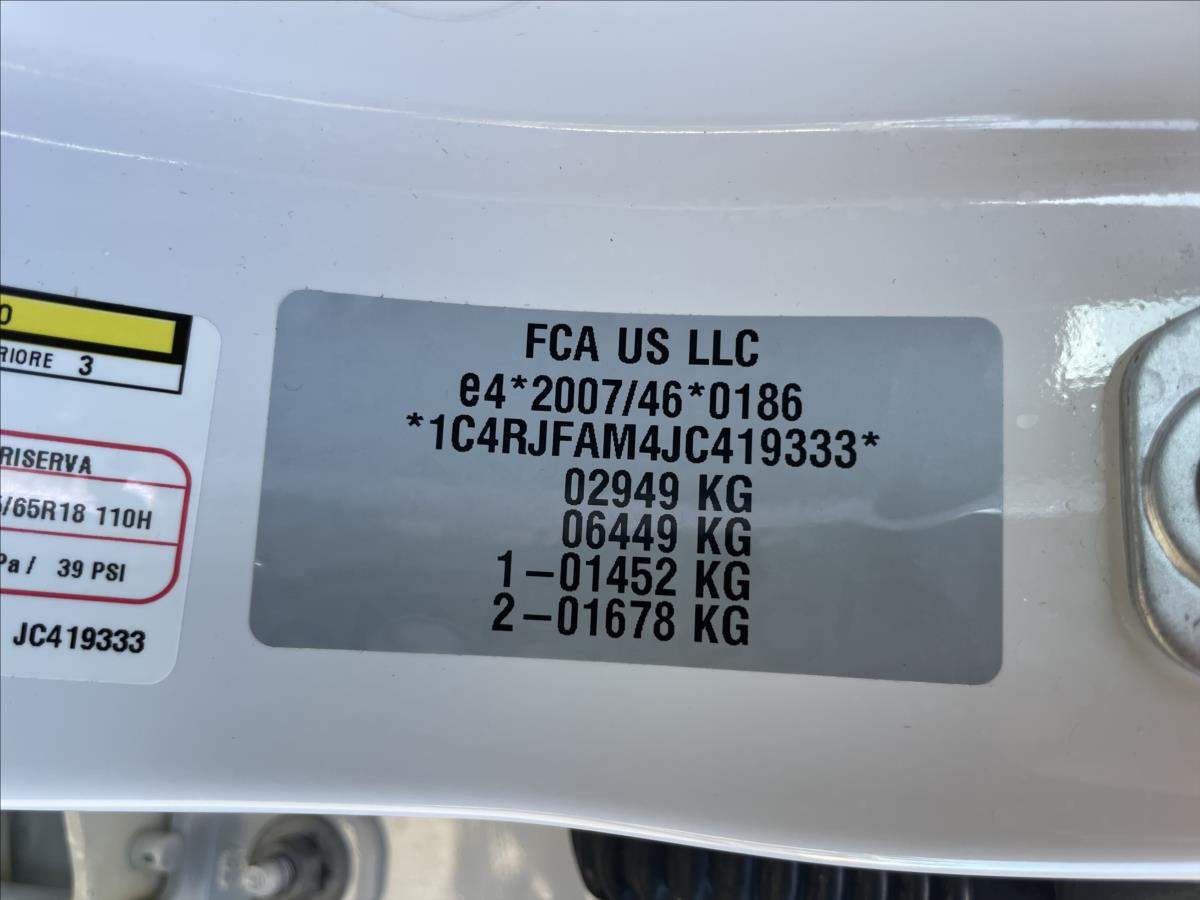 O
RIORE 3
RISERVA
/65R18 110H
Pa / 39 PSI
JC419333
FCA US LLC
e4*2007/46*0186
*1C4RJFAM4JC419333*
02949 KG
06449 KG
1-01452 KG
2-01678 KG